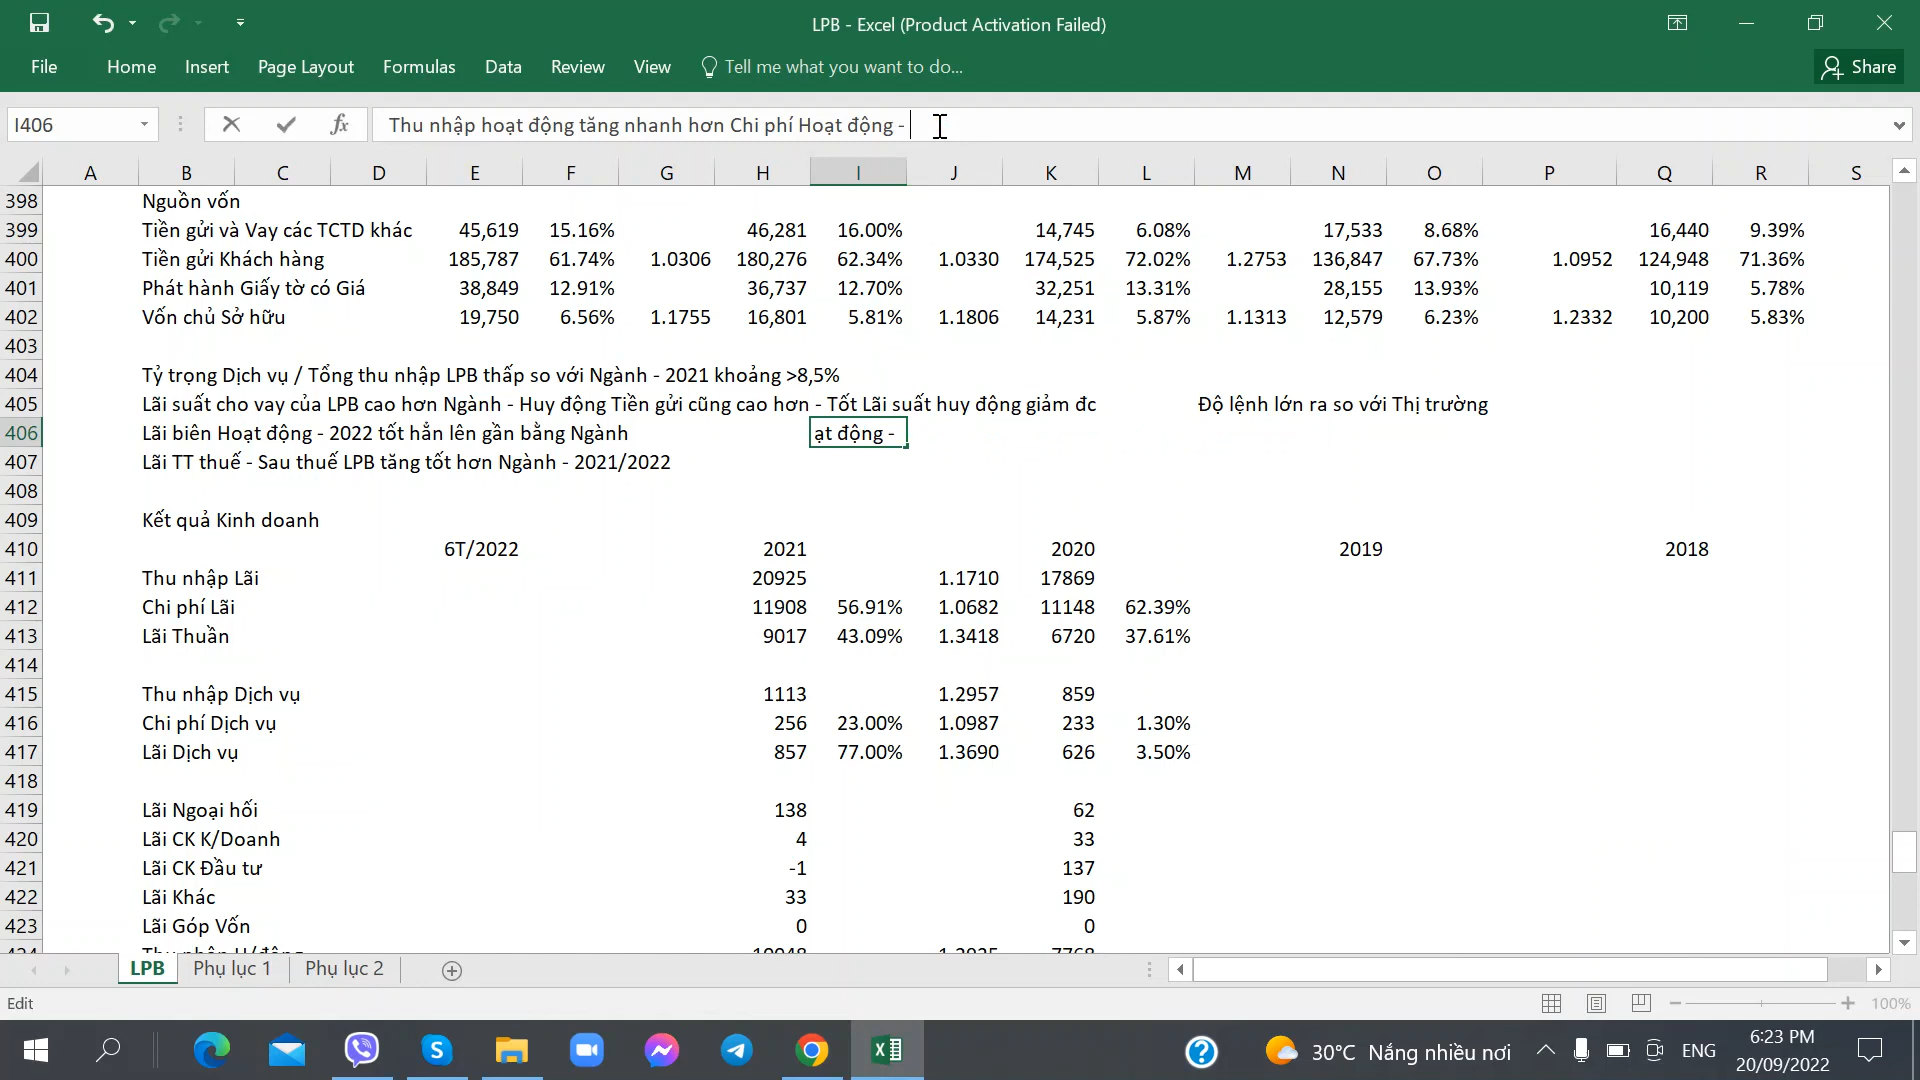 LPB - Excel (Product Activation Failed)
File Home Insert Page Layout Formulas Data Review View Tell me what you want to do... Share
I406 fx Thu nhập hoạt động tăng nhanh hơn Chi phí Hoạt động -
A B C D E F G H I J K L M N O P Q R S
398 Nguồn vốn
399 Tiền gửi và Vay các TCTD khác 45,619 15.16% 46,281 16.00% 14,745 6.08% 17,533 8.68% 16,440 9.39%
400 Tiền gửi Khách hàng 185,787 61.74% 1.0306 180,276 62.34% 1.0330 174,525 72.02% 1.2753 136,847 67.73% 1.0952 124,948 71.36%
401 Phát hành Giấy tờ có Giá 38,849 12.91% 36,737 12.70% 32,251 13.31% 28,155 13.93% 10,119 5.78%
402 Vốn chủ Sở hữu 19,750 6.56% 1.1755 16,801 5.81% 1.1806 14,231 5.87% 1.1313 12,579 6.23% 1.2332 10,200 5.83%
403
404 Tỷ trọng Dịch vụ / Tổng thu nhập LPB thấp so với Ngành - 2021 khoảng >8,5%
405 Lãi suất cho vay của LPB cao hơn Ngành - Huy động Tiền gửi cũng cao hơn - Tốt Lãi suất huy động giảm đc Độ lệnh lớn ra so với Thị trường
406 Lãi biên Hoạt động - 2022 tốt hẳn lên gần bằng Ngành ạt động -
407 Lãi TT thuế - Sau thuế LPB tăng tốt hơn Ngành - 2021/2022
408
409 Kết quả Kinh doanh
410 6T/2022 2021 2020 2019 2018
411 Thu nhập Lãi 20925 1.1710 17869
412 Chi phí Lãi 11908 56.91% 1.0682 11148 62.39%
413 Lãi Thuần 9017 43.09% 1.3418 6720 37.61%
414
415 Thu nhập Dịch vụ 1113 1.2957 859
416 Chi phí Dịch vụ 256 23.00% 1.0987 233 1.30%
417 Lãi Dịch vụ 857 77.00% 1.3690 626 3.50%
418
419 Lãi Ngoại hối 138 62
420 Lãi CK K/Doanh 4 33
421 Lãi CK Đầu tư -1 137
422 Lãi Khác 33 190
423 Lãi Góp Vốn 0 0
LPB Phụ lục 1 Phụ lục 2
Edit 100%
30°C Nắng nhiều nơi ENG 6:23 PM
20/09/2022